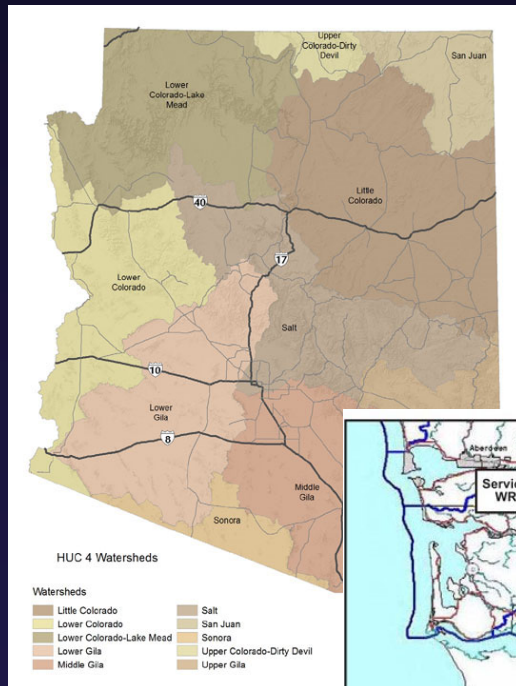 Upper
Colorado-Dirty
Devil
San Juan
Lower
Colorado-Lake
Mead
Little
Colorado
40
17
Lower
Colorado
Salt
10
Lower
Gila
8
Middle
Gila
Sonora
Aberdeen
Servic
WR
HUC 4 Watersheds
Watersheds
Little Colorado
Lower Colorado
Lower Colorado-Lake Mead
Lower Gila
Middle Gila
Salt
San Juan
Sonora
Upper Colorado-Dirty Devil
Upper Gila